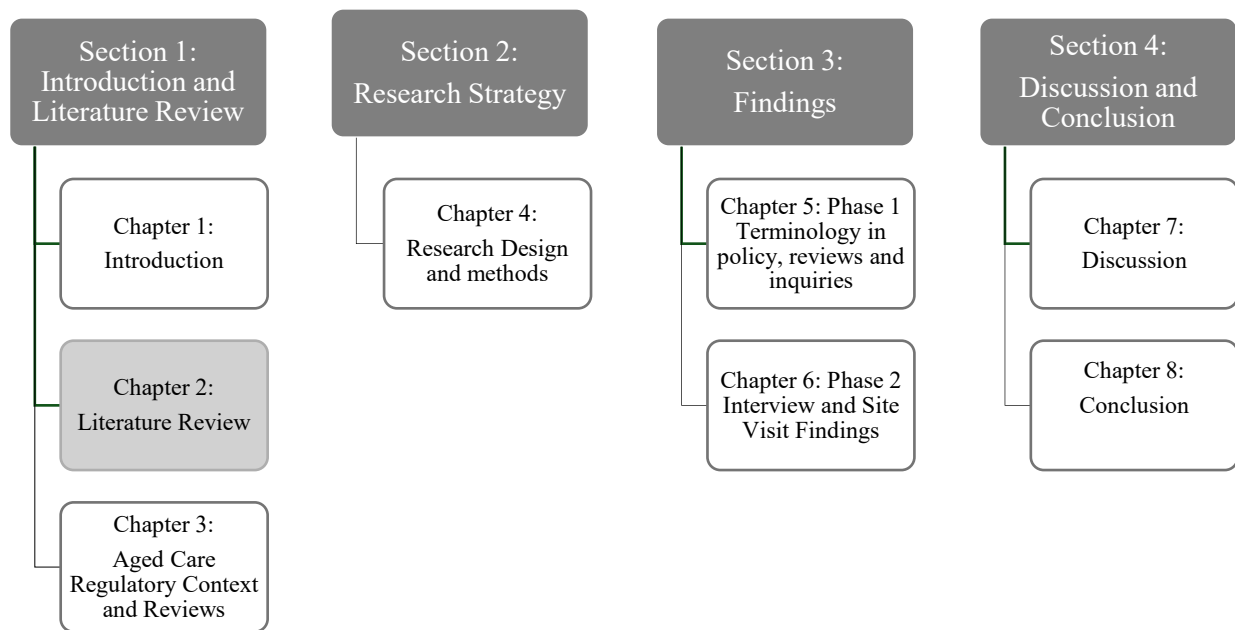 Section 1:
Introduction and
Literature Review
Chapter 1:
Introduction
Chapter 2:
Literature Review
Chapter 3:
Aged Care
Regulatory Context
and Reviews
Section 2:
Research Strategy
Chapter 4:
Research Design
and methods
Section 3:
Findings
Chapter 5: Phase 1
Terminology in
policy, reviews and
inquiries
Chapter 6: Phase 2
Interview and Site
Visit Findings
Section 4:
Discussion and
Conclusion
Chapter 7:
Discussion
Chapter 8:
Conclusion